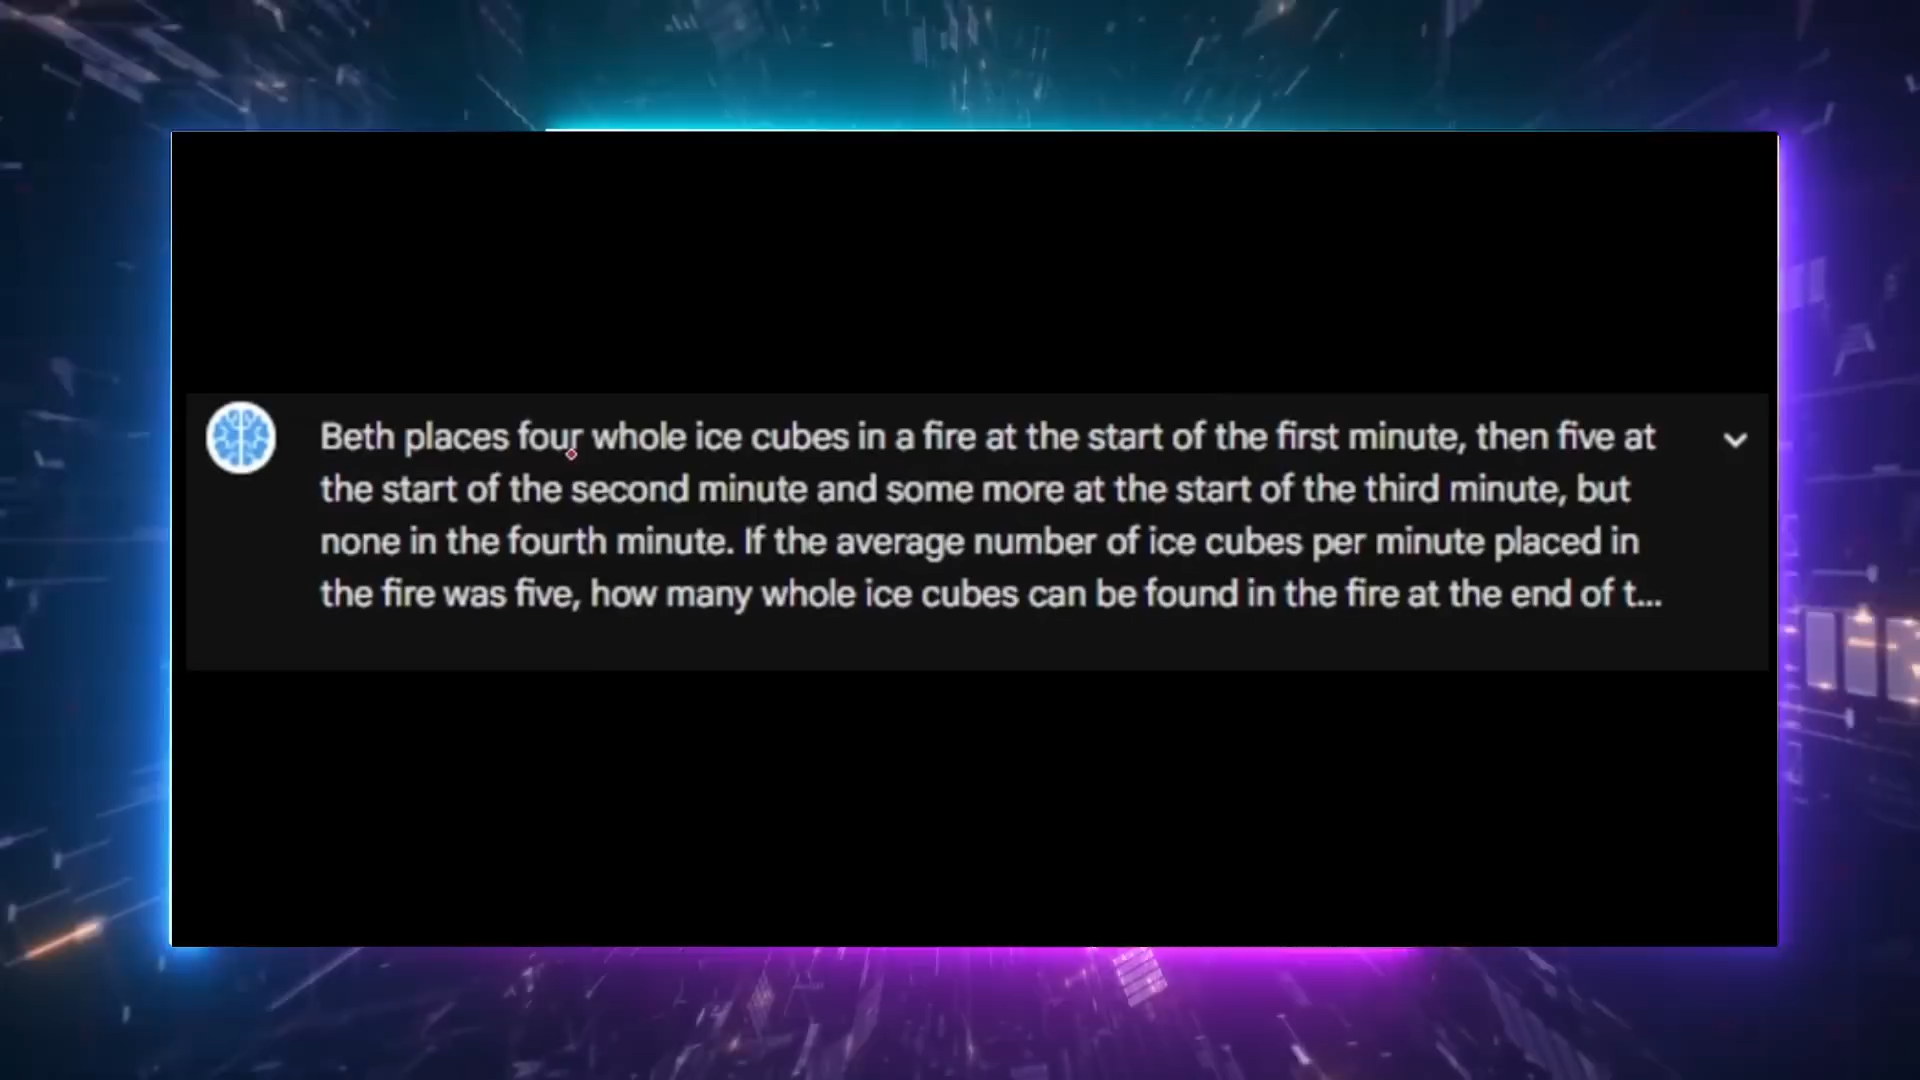 Beth places four whole ice cubes in a fire at the start of the first minute, then five at
the start of the second minute and some more at the start of the third minute, but
none in the fourth minute. If the average number of ice cubes per minute placed in
the fire was five, how many whole ice cubes can be found in the fire at the end of t...